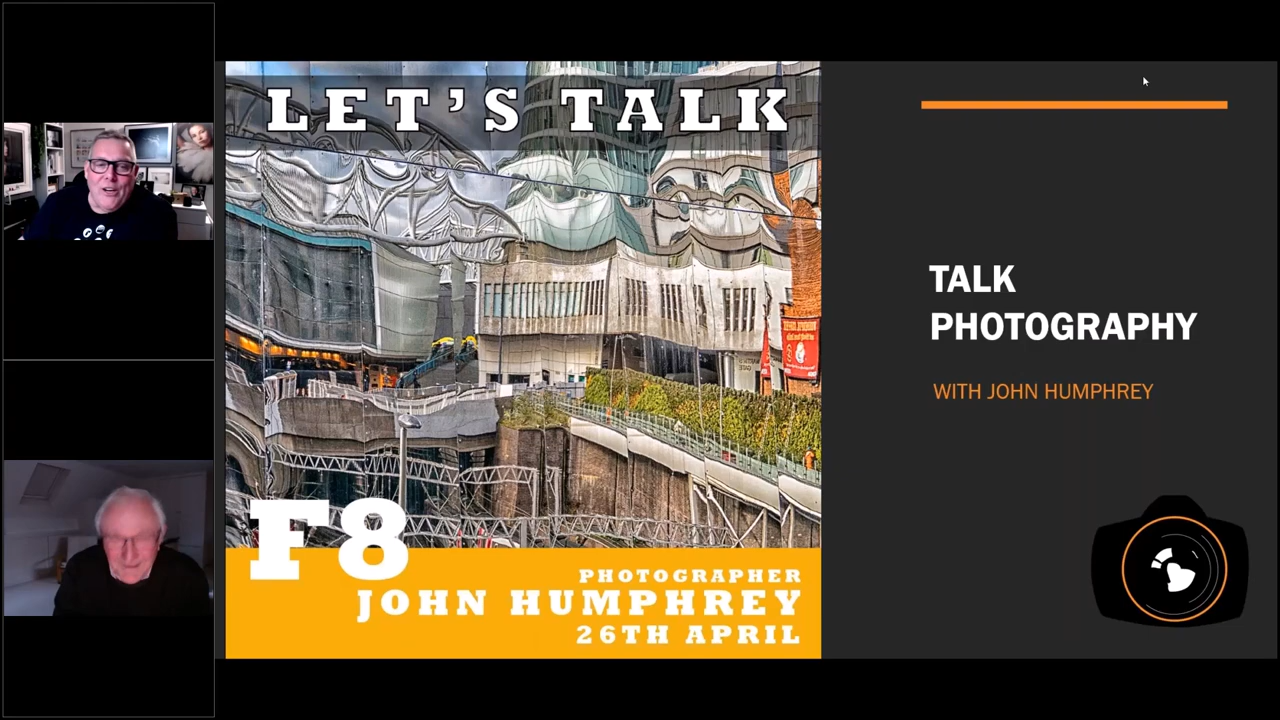 LET'S TALK
F8
PHOTOGRAPHER
JOHN HUMPHREY
26TH APRIL
TALK
PHOTOGRAPHY
WITH JOHN HUMPHREY